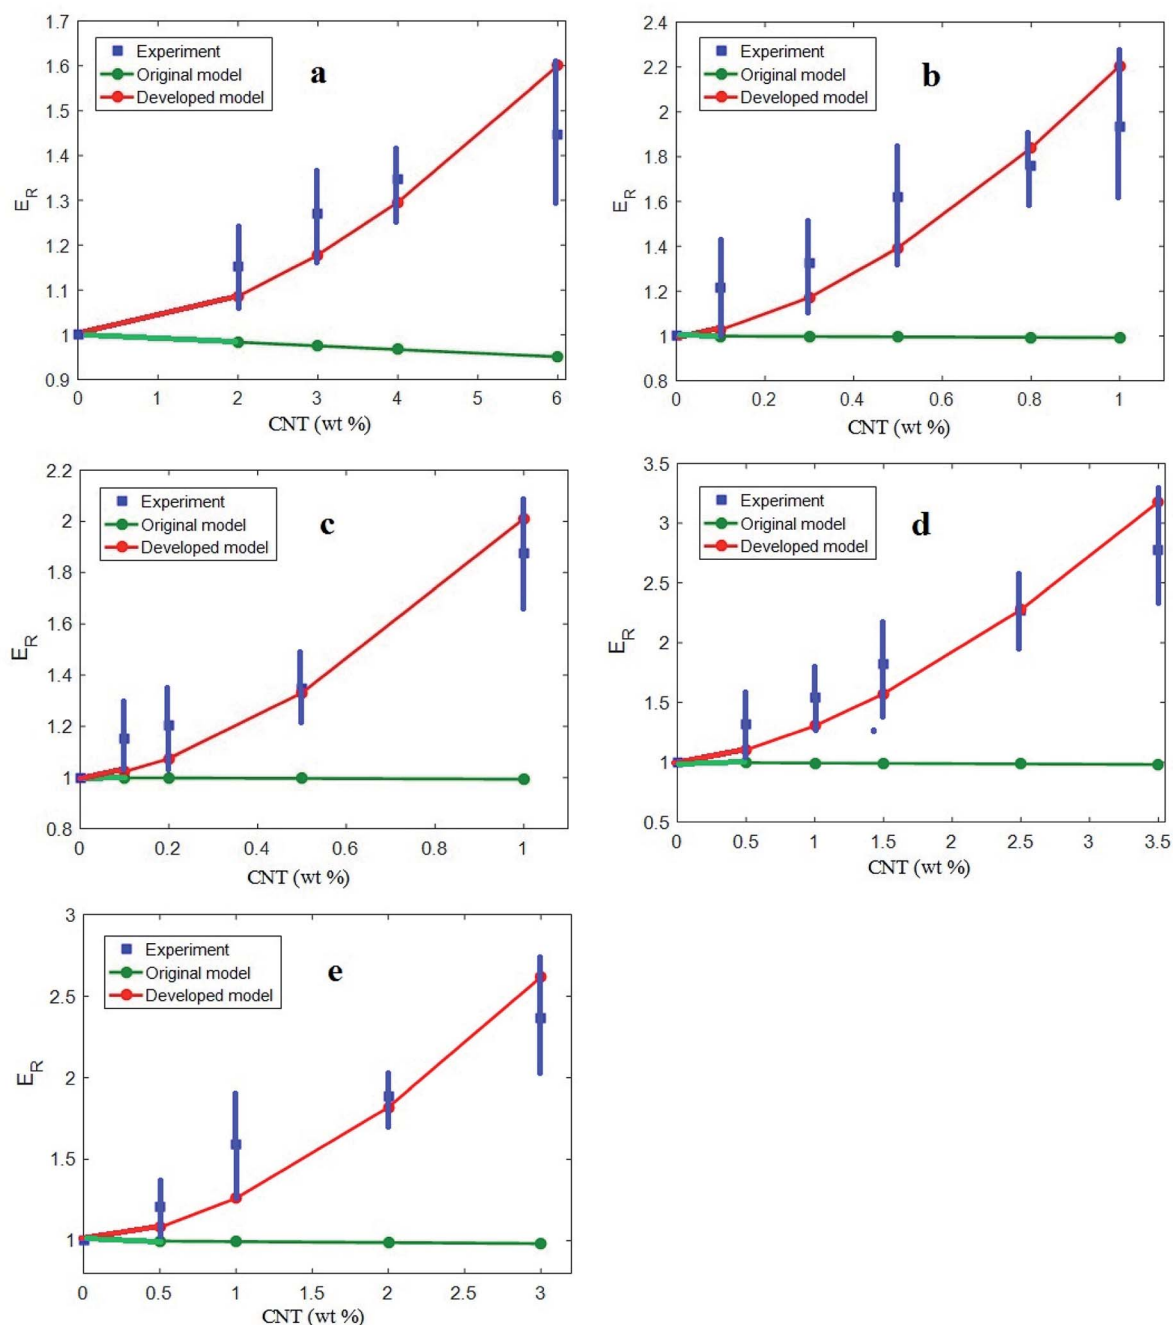 1.7
1.6
1.5
1.4
1.3
1.2
1.1
1
0.9
E_R
Experiment
Original model
Developed model
a
0 1 2 3 4 5 6
CNT (wt %)
2.4
2.2
2
1.8
1.6
1.4
1.2
1
0.8
E_R
Experiment
Original model
Developed model
b
0 0.2 0.4 0.6 0.8 1
CNT (wt %)
2.2
2
1.8
1.6
1.4
1.2
1
0.8
E_R
Experiment
Original model
Developed model
c
0 0.2 0.4 0.6 0.8 1
CNT (wt %)
3.5
3
2.5
2
1.5
1
0.5
E_R
Experiment
Original model
Developed model
d
0 0.5 1 1.5 2 2.5 3 3.5
CNT (wt %)
3
2.5
2
1.5
1
E_R
Experiment
Original model
Developed model
e
0 0.5 1 1.5 2 2.5 3
CNT (wt %)